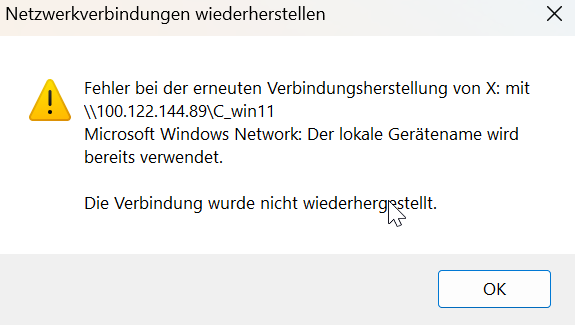 Netzwerkverbindungen wiederherstellen
Fehler bei der erneuten Verbindungsherstellung von X: mit
\\100.122.144.89\C_win11
Microsoft Windows Network: Der lokale Gerätename wird
bereits verwendet.
Die Verbindung wurde nicht wiederhergestellt.
OK